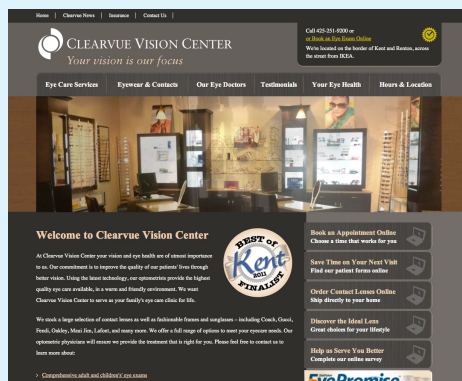 Home | Clearvue News | Insurance | Contact Us |
Call 425-251-9200 or
or Book an Eye Exam Online
We're located on the border of Kent and Renton, across
the street from IKEA.
CLEARVUE VISION CENTER
Your vision is our focus
Eye Care Services Eyewear & Contacts Our Eye Doctors Testimonials Your Eye Health Hours & Location
Welcome to Clearvue Vision Center
BEST of
Kent
2011
FINALIST
At Clearvue Vision Center your vision and eye health are of utmost importance
to us. Our commitment is to improve the quality of our patients' lives through
better vision. Using the latest technology, our optometrists provide the highest
quality eye care available, in a warm and friendly environment. We want
Clearvue Vision Center to serve as your family's eye care clinic for life.
We stock a large selection of contact lenses as well as fashionable frames and sunglasses – including Coach, Gucci,
Fendi, Oakley, Maui Jim, Lafont, and many more. We offer a full range of options to meet your eyecare needs. Our
optometric physicians will ensure we provide the treatment that is right for you. Please feel free to contact us to
learn more about:
› Comprehensive adult and children's eye exams
Book an Appointment Online
Choose a time that works for you
Save Time on Your Next Visit
Find our patient forms online
Order Contact Lenses Online
Ship directly to your home
Discover the Ideal Lens
Great choices for your lifestyle
Help us Serve You Better
Complete our online survey
EyePromise